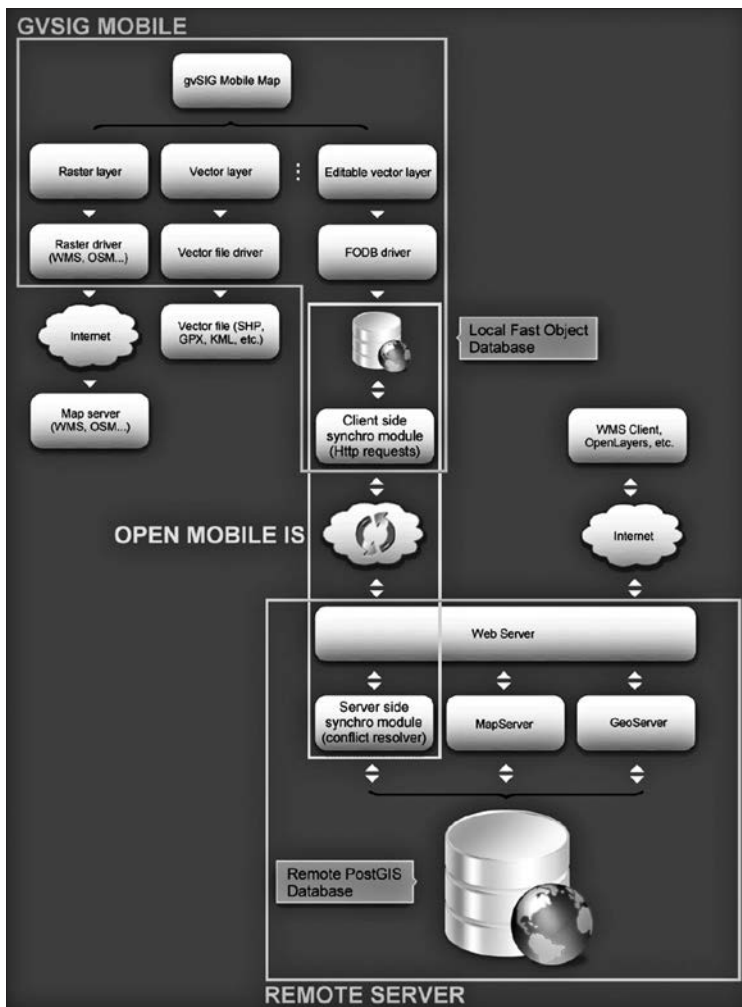 GVSIG MOBILE
gvSIG Mobile Map
Raster layer
Vector layer
Editable vector layer
Raster driver
(WMS, OSM...)
Vector file driver
FODB driver
Internet
Vector file (SHP,
GPX, KML, etc.)
Local Fast Object
Database
Map server
(WMS, OSM...)
Client side
synchro module
(Http requests)
WMS Client,
OpenLayers, etc.
OPEN MOBILE IS
Internet
Web Server
Server side
synchro module
(conflict resolver)
MapServer
GeoServer
Remote PostGIS
Database
REMOTE SERVER